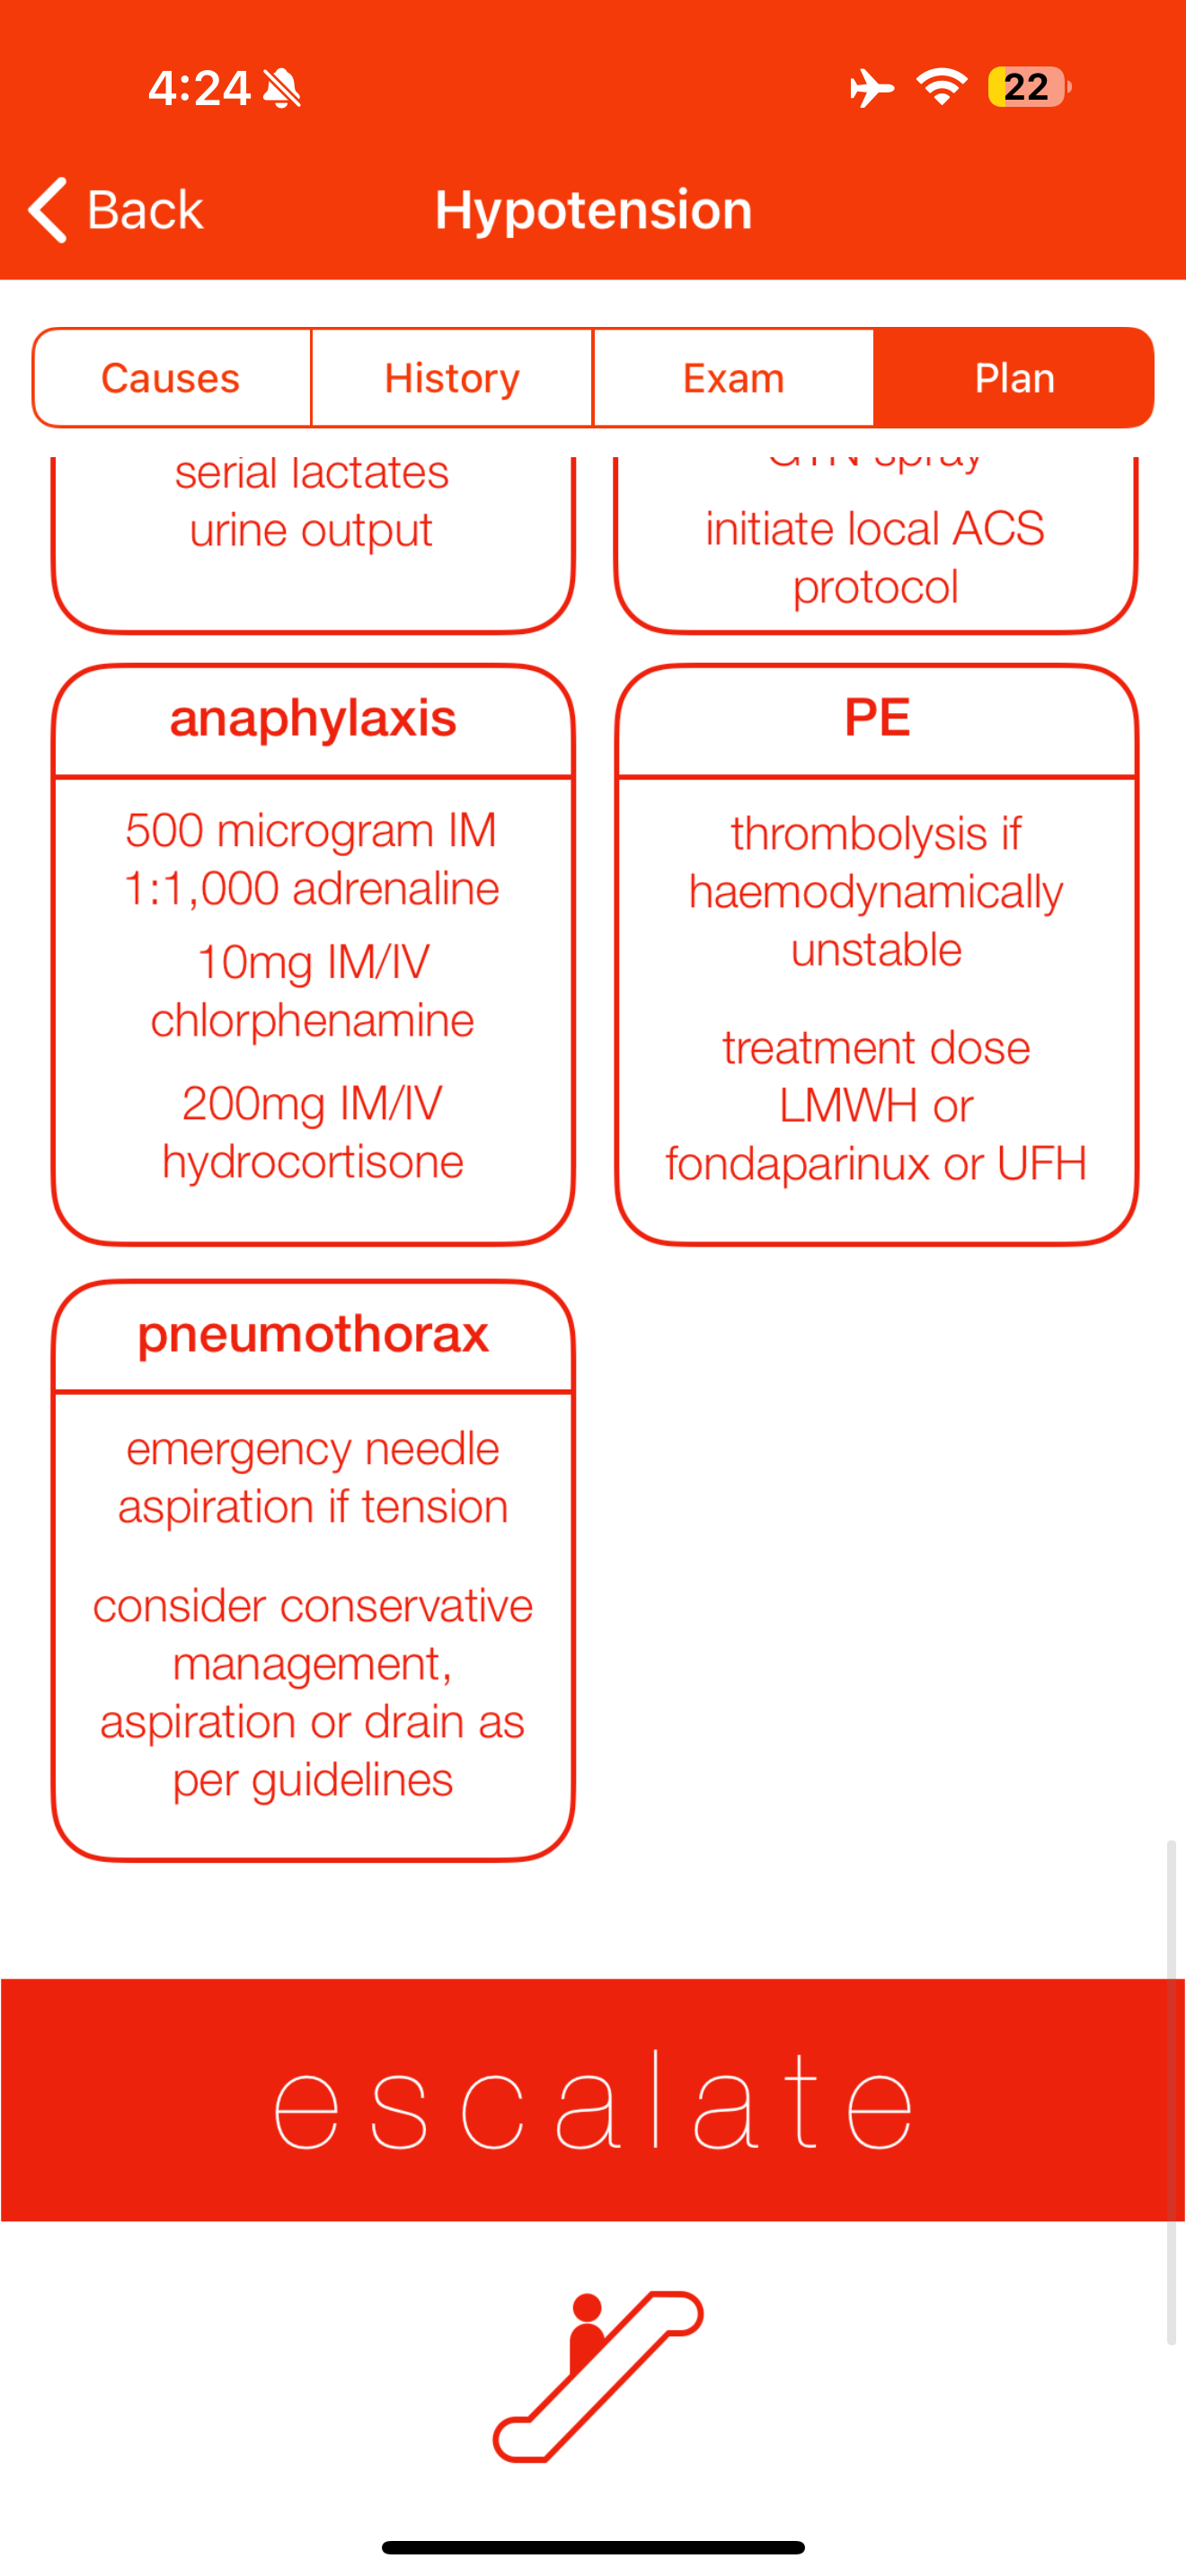 4:24
22
Back
Hypotension
Causes
History
Exam
Plan
serial lactates
urine output
GTN spray
initiate local ACS
protocol
anaphylaxis
500 microgram IM
1:1,000 adrenaline
10mg IM/IV
chlorphenamine
200mg IM/IV
hydrocortisone
PE
thrombolysis if
haemodynamically
unstable
treatment dose
LMWH or
fondaparinux or UFH
pneumothorax
emergency needle
aspiration if tension
consider conservative
management,
aspiration or drain as
per guidelines
escalate